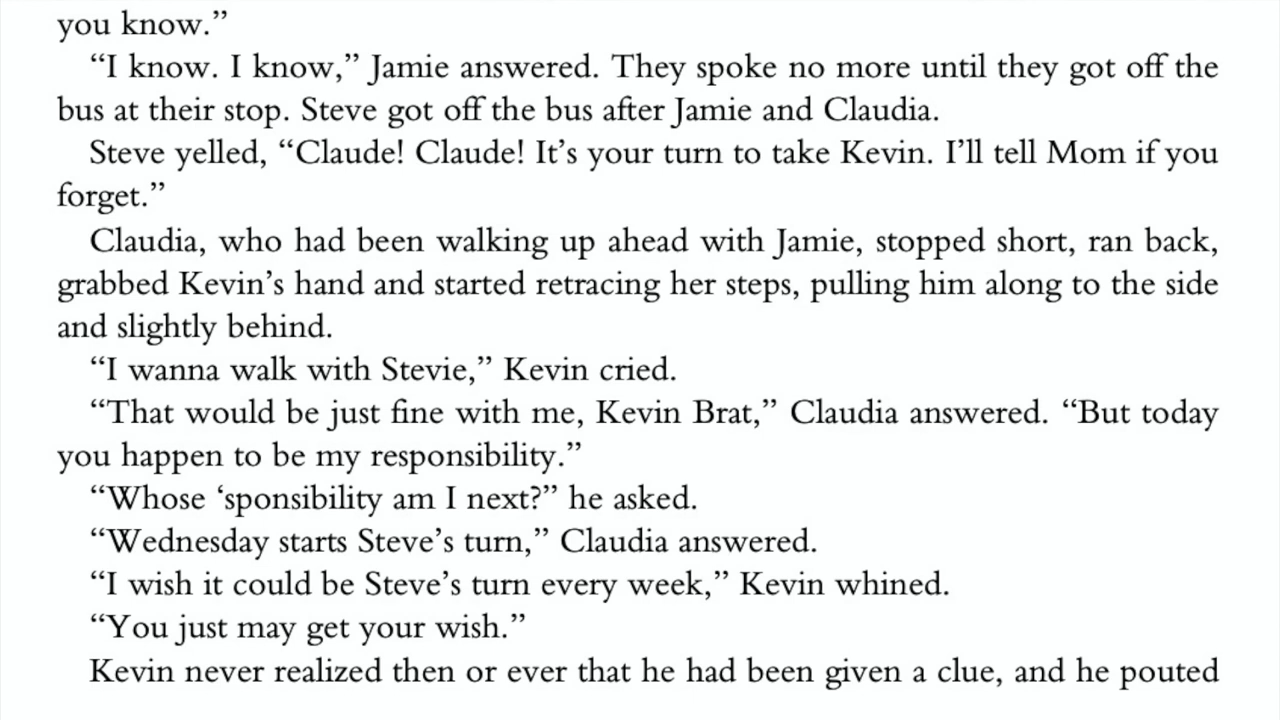 you know.”
“I know. I know,” Jamie answered. They spoke no more until they got off the
bus at their stop. Steve got off the bus after Jamie and Claudia.
Steve yelled, “Claude! Claude! It’s your turn to take Kevin. I’ll tell Mom if you
forget.”
Claudia, who had been walking up ahead with Jamie, stopped short, ran back,
grabbed Kevin’s hand and started retracing her steps, pulling him along to the side
and slightly behind.
“I wanna walk with Stevie,” Kevin cried.
“That would be just fine with me, Kevin Brat,” Claudia answered. “But today
you happen to be my responsibility.”
“Whose ‘sponsibility am I next?” he asked.
“Wednesday starts Steve’s turn,” Claudia answered.
“I wish it could be Steve’s turn every week,” Kevin whined.
“You just may get your wish.”
Kevin never realized then or ever that he had been given a clue, and he pouted